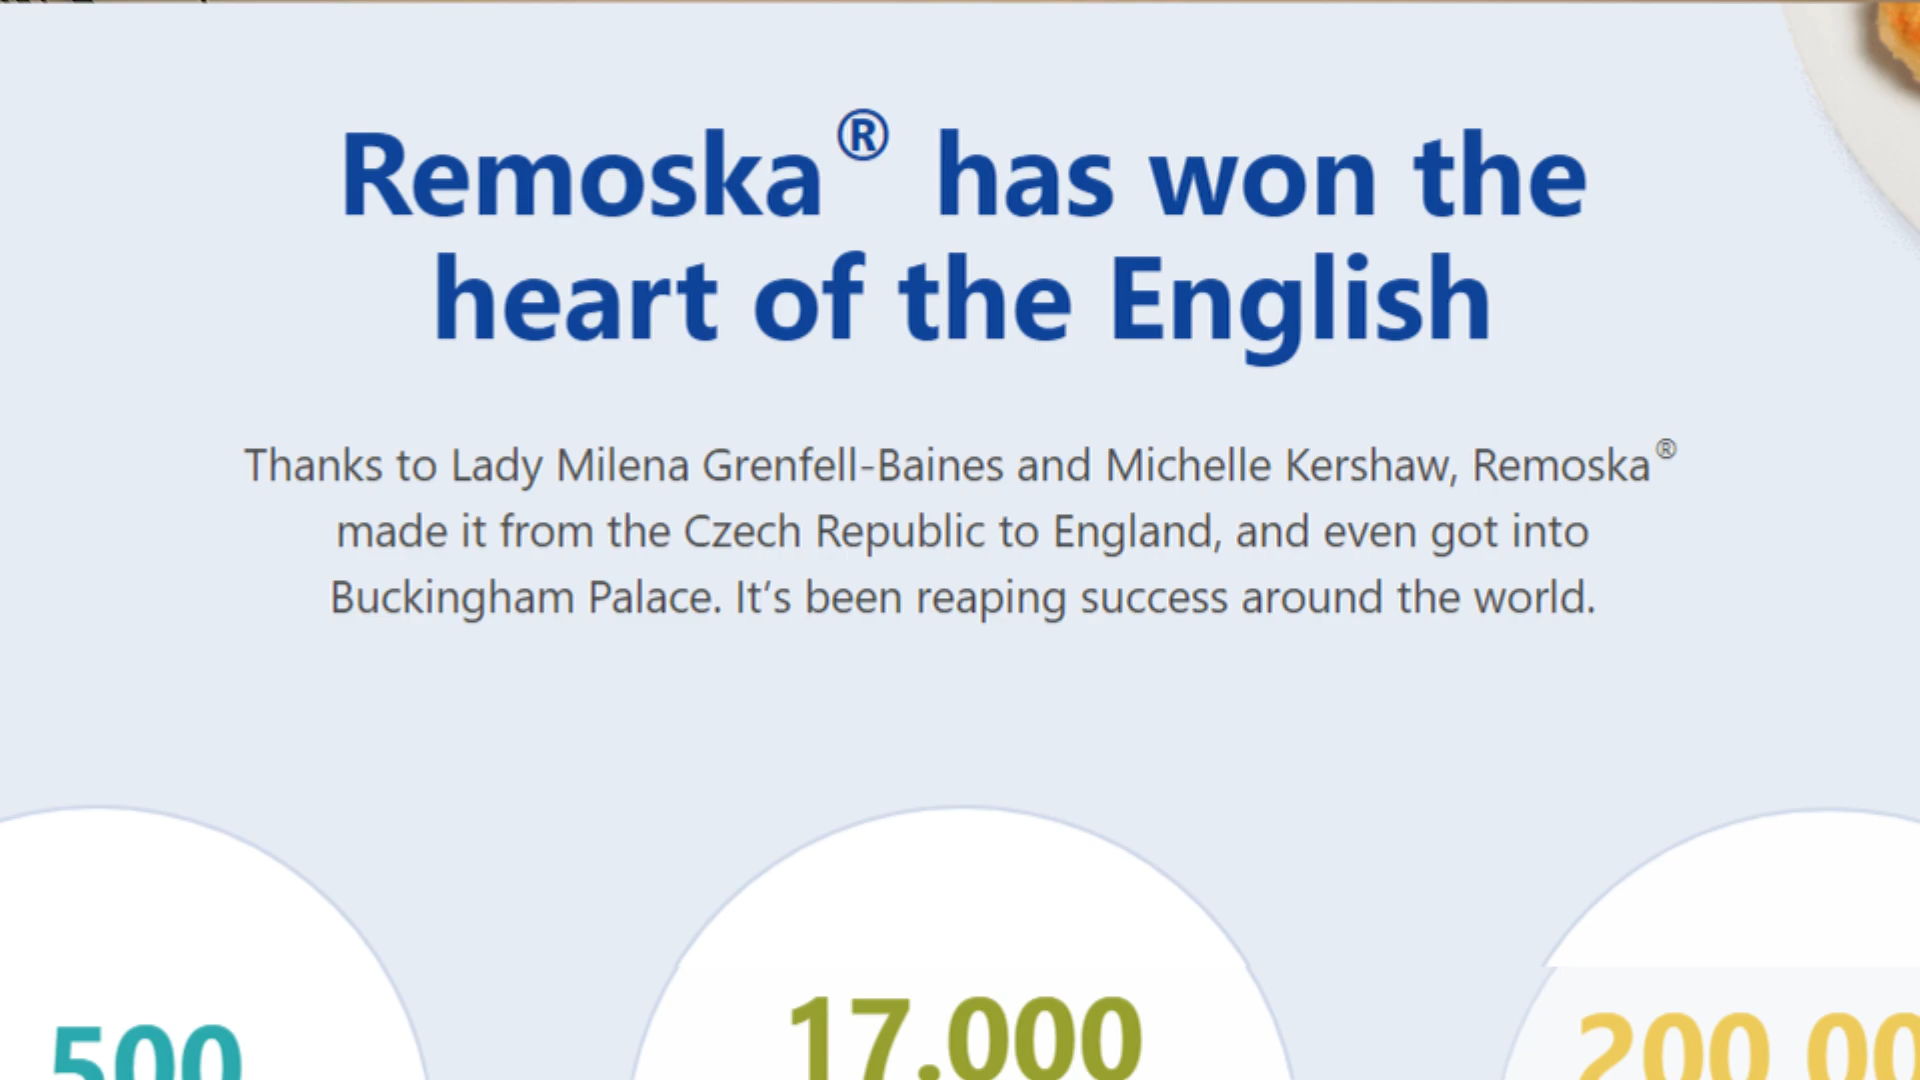 Remoska® has won the
heart of the English
Thanks to Lady Milena Grenfell-Baines and Michelle Kershaw, Remoska®
made it from the Czech Republic to England, and even got into
Buckingham Palace. It’s been reaping success around the world.
500
17.000